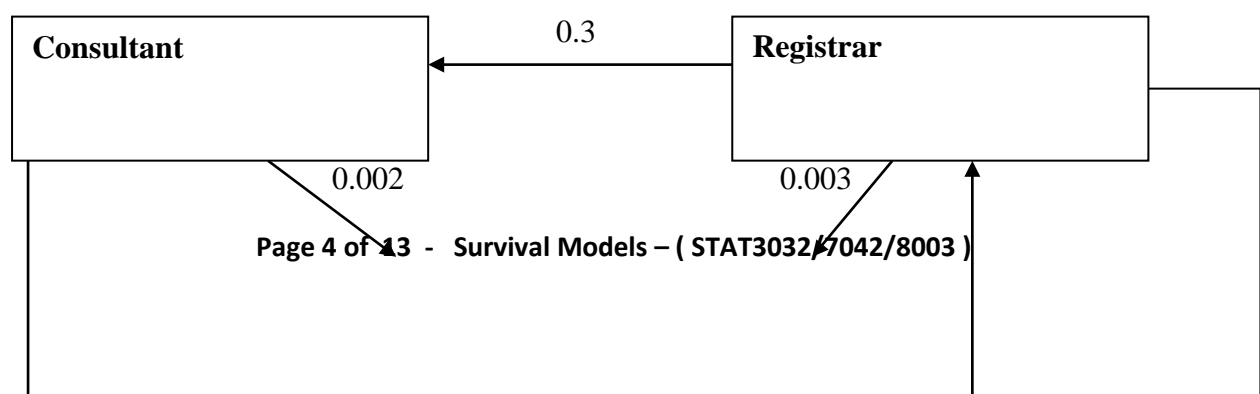 0.3
Consultant
Registrar
0.002
0.003
Page 4 of 13 - Survival Models – ( STAT3032/7042/8003 )